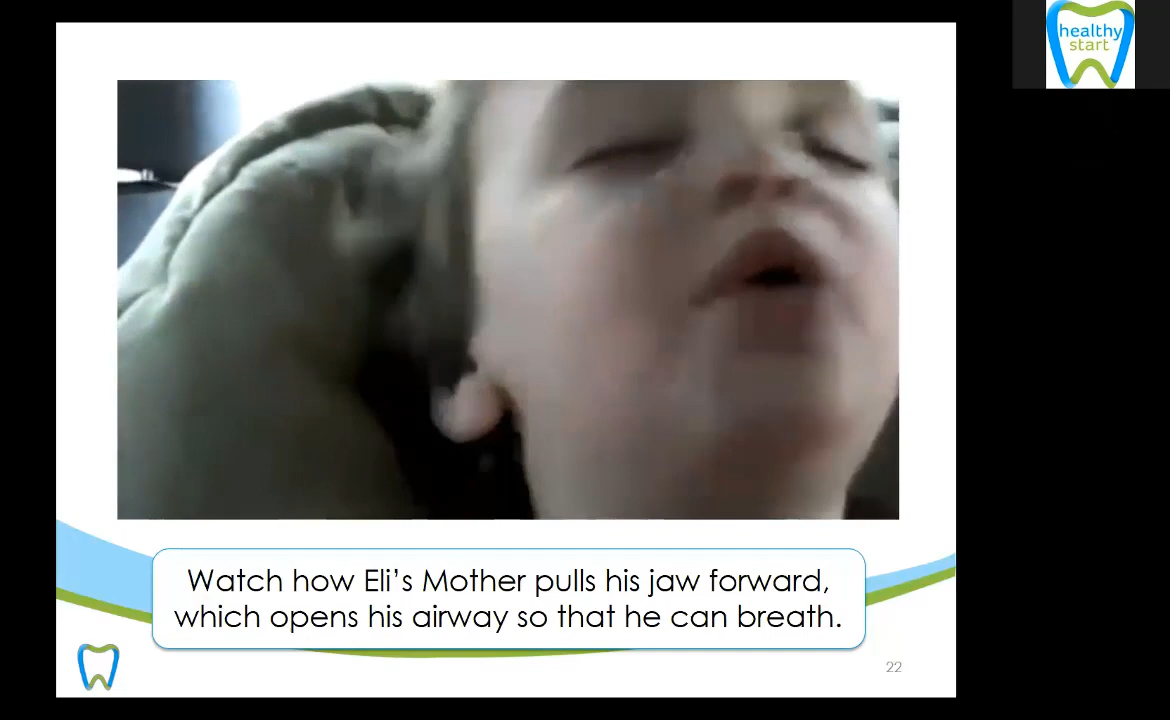 healthy
start
Watch how Eli’s Mother pulls his jaw forward,
which opens his airway so that he can breath.
22